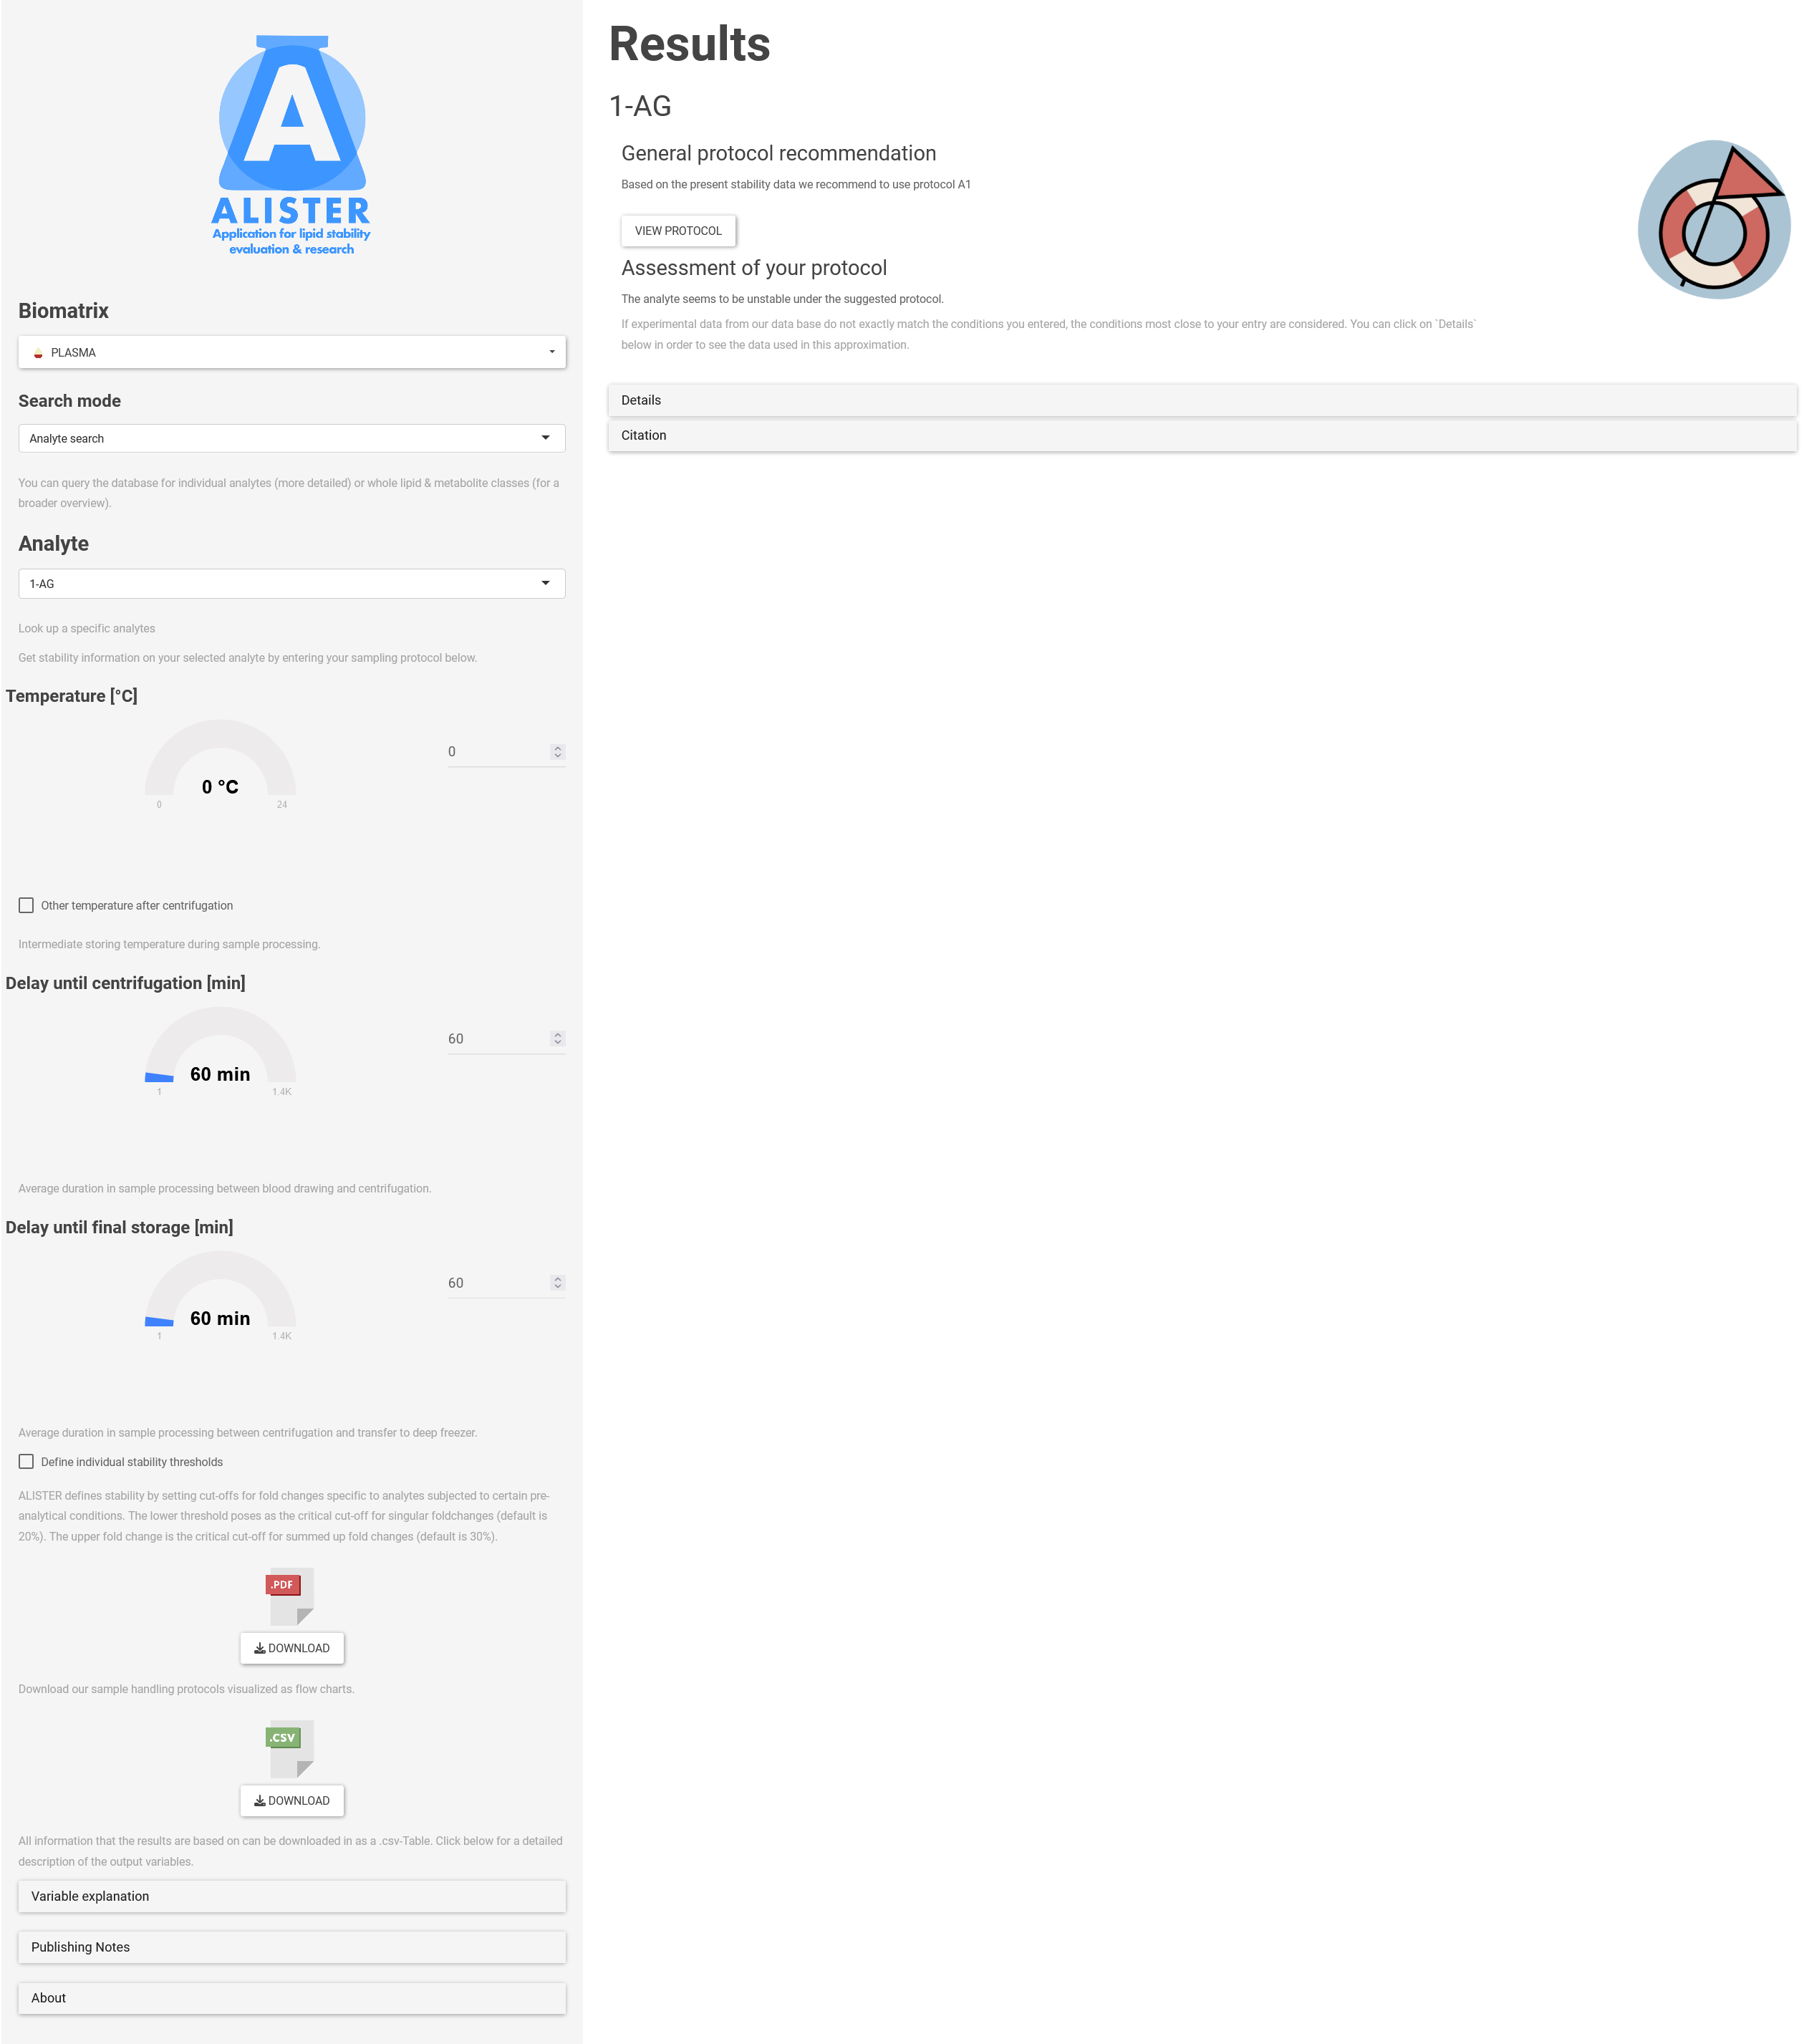 A
ALISTER
Application for lipid stability
evaluation & research
Biomatrix
PLASMA
Search mode
Analyte search
You can query the database for individual analytes (more detailed) or whole lipid & metabolite classes (for a
broader overview).
Analyte
1-AG
Look up a specific analytes
Get stability information on your selected analyte by entering your sampling protocol below.
Temperature [°C]
0
0 °C
0 24
Other temperature after centrifugation
Intermediate storing temperature during sample processing.
Delay until centrifugation [min]
60
60 min
1 1.4K
Average duration in sample processing between blood drawing and centrifugation.
Delay until final storage [min]
60
60 min
1 1.4K
Average duration in sample processing between centrifugation and transfer to deep freezer.
Define individual stability thresholds
ALISTER defines stability by setting cut-offs for fold changes specific to analytes subjected to certain pre-
analytical conditions. The lower threshold poses as the critical cut-off for singular foldchanges (default is
20%). The upper fold change is the critical cut-off for summed up fold changes (default is 30%).
.PDF
DOWNLOAD
Download our sample handling protocols visualized as flow charts.
.CSV
DOWNLOAD
All information that the results are based on can be downloaded in as a .csv-Table. Click below for a detailed
description of the output variables.
Variable explanation
Publishing Notes
About
Results
1-AG
General protocol recommendation
Based on the present stability data we recommend to use protocol A1
VIEW PROTOCOL
Assessment of your protocol
The analyte seems to be unstable under the suggested protocol.
If experimental data from our data base do not exactly match the conditions you entered, the conditions most close to your entry are considered. You can click on `Details`
below in order to see the data used in this approximation.
Details
Citation